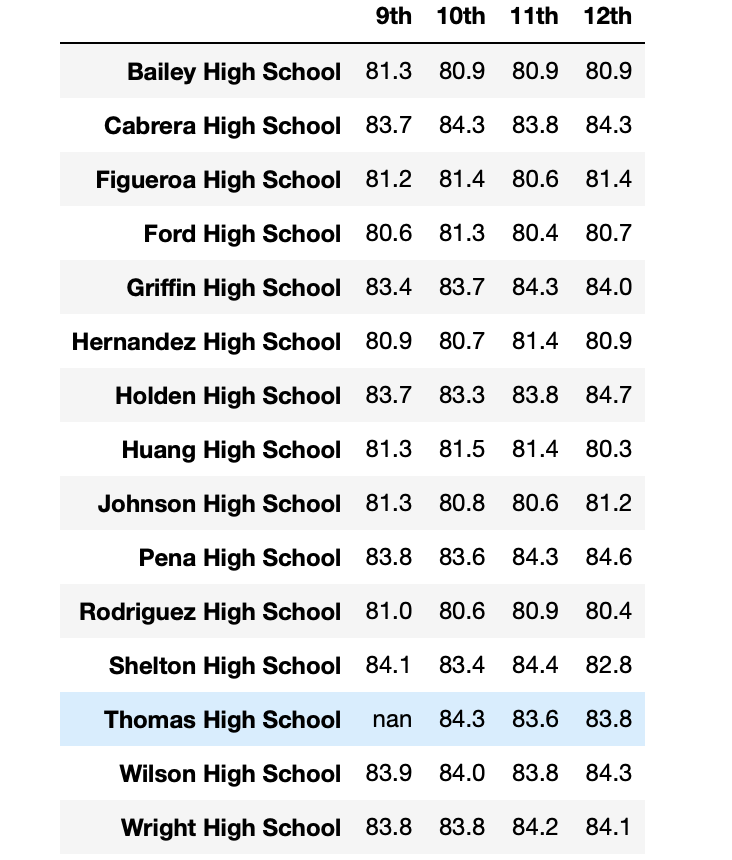 9th 10th 11th 12th
Bailey High School 81.3 80.9 80.9 80.9
Cabrera High School 83.7 84.3 83.8 84.3
Figueroa High School 81.2 81.4 80.6 81.4
Ford High School 80.6 81.3 80.4 80.7
Griffin High School 83.4 83.7 84.3 84.0
Hernandez High School 80.9 80.7 81.4 80.9
Holden High School 83.7 83.3 83.8 84.7
Huang High School 81.3 81.5 81.4 80.3
Johnson High School 81.3 80.8 80.6 81.2
Pena High School 83.8 83.6 84.3 84.6
Rodriguez High School 81.0 80.6 80.9 80.4
Shelton High School 84.1 83.4 84.4 82.8
Thomas High School nan 84.3 83.6 83.8
Wilson High School 83.9 84.0 83.8 84.3
Wright High School 83.8 83.8 84.2 84.1